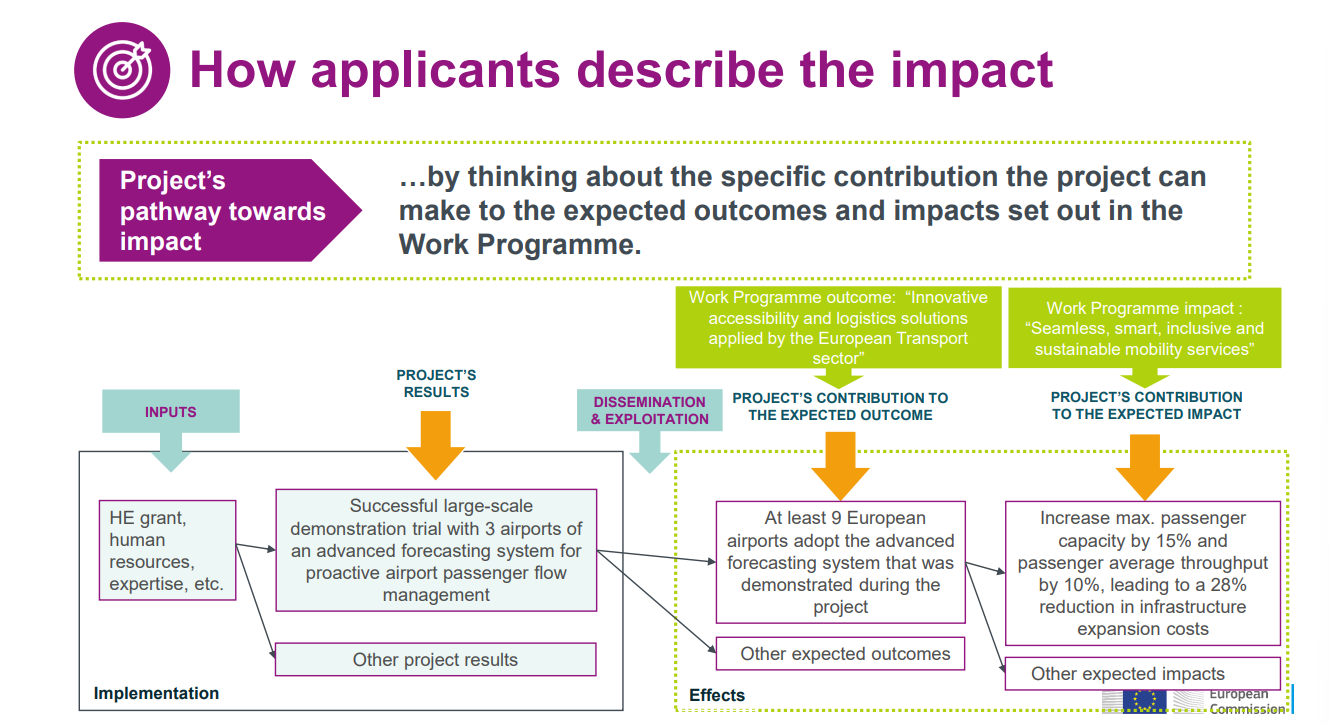 How applicants describe the impact
Project's
pathway towards
impact
…by thinking about the specific contribution the project can
make to the expected outcomes and impacts set out in the
Work Programme.
Work Programme outcome: “Innovative
accessibility and logistics solutions
applied by the European Transport
sector”
Work Programme impact :
“Seamless, smart, inclusive and
sustainable mobility services”
INPUTS
PROJECT'S
RESULTS
DISSEMINATION
& EXPLOITATION
PROJECT'S CONTRIBUTION TO
THE EXPECTED OUTCOME
PROJECT'S CONTRIBUTION
TO THE EXPECTED IMPACT
HE grant,
human
resources,
expertise, etc.
Successful large-scale
demonstration trial with 3 airports of
an advanced forecasting system for
proactive airport passenger flow
management
Other project results
Implementation
At least 9 European
airports adopt the advanced
forecasting system that was
demonstrated during the
project
Other expected outcomes
Increase max. passenger
capacity by 15% and
passenger average throughput
by 10%, leading to a 28%
reduction in infrastructure
expansion costs
Other expected impacts
Effects
European
Commission